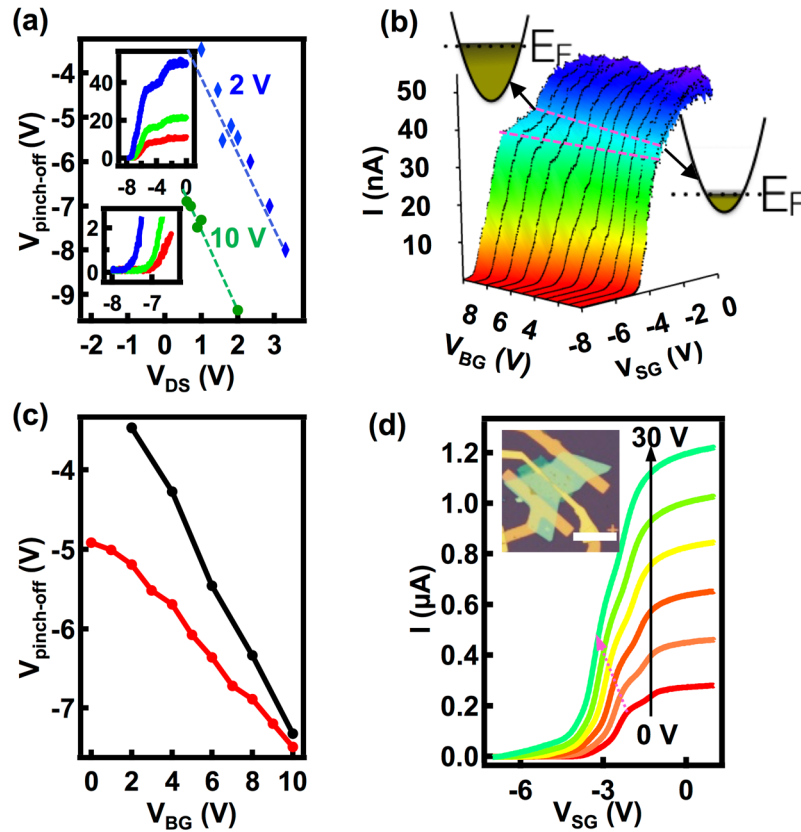 (a)
-4
-5
-6
-7
-8
-9
V_pinch-off (V)
-2 -1 0 1 2 3
V_DS (V)
2 V
10 V
40
20
0
-8 -4 0
2
1
0
-8 -7
(b)
E_F
E_F
50
40
30
20
10
I (nA)
8 6 4
V_BG (V)
-8 -6 -4 -2 0
V_SG (V)
(c)
-4
-5
-6
-7
V_pinch-off (V)
0 2 4 6 8 10
V_BG (V)
(d)
30 V
0 V
1.2
1.0
0.8
0.6
0.4
0.2
0.0
I (µA)
-6 -3 0
V_SG (V)